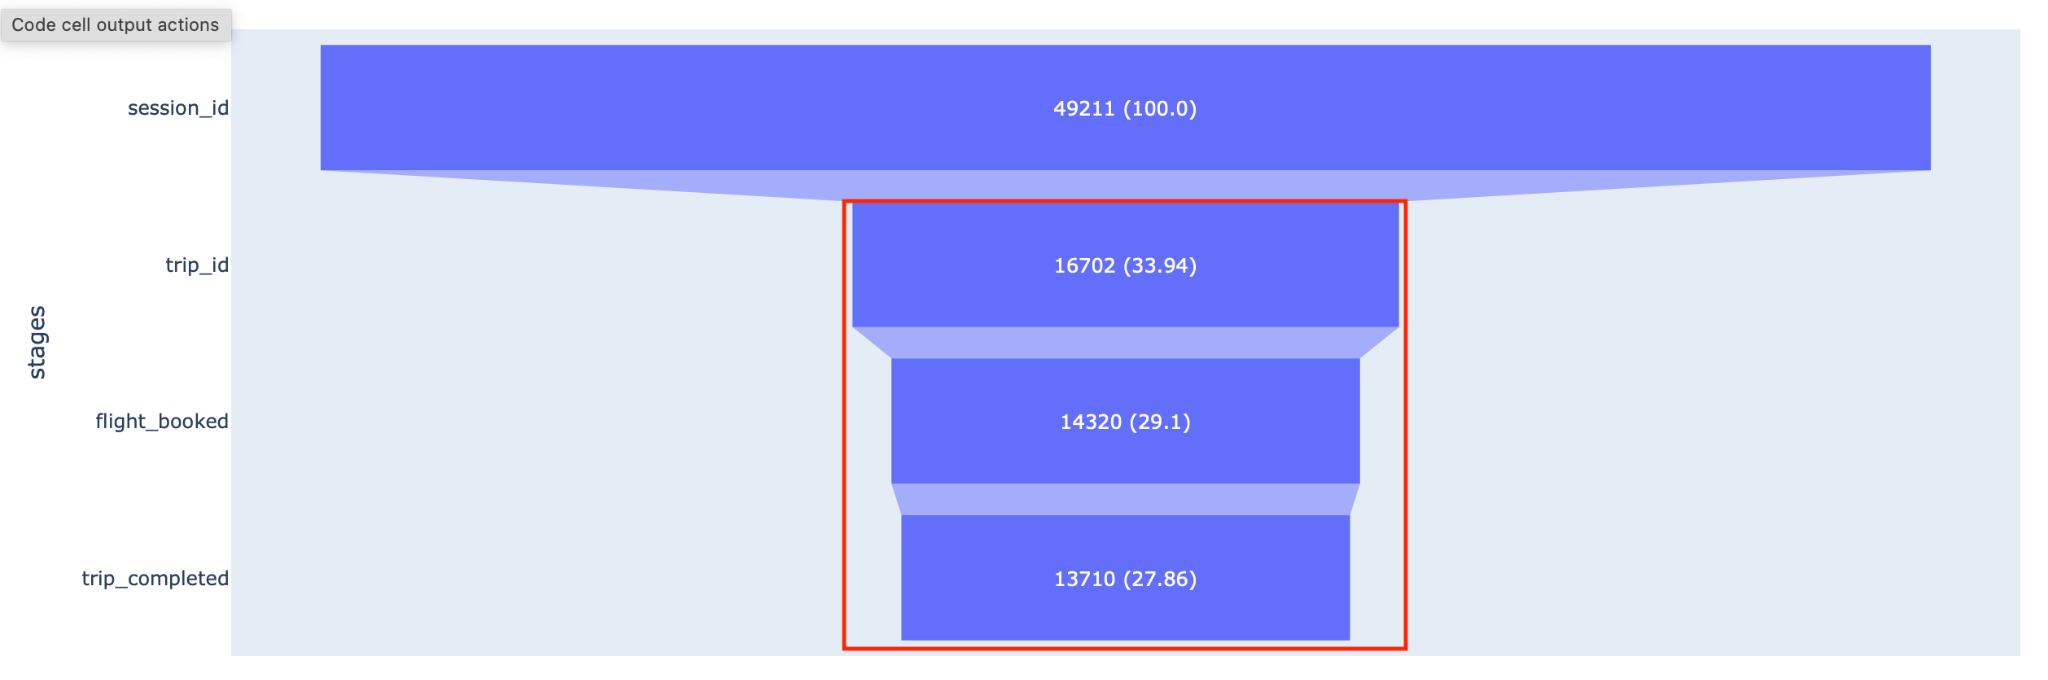 Code cell output actions
session_id
49211 (100.0)
trip_id
16702 (33.94)
stages
flight_booked
14320 (29.1)
trip_completed
13710 (27.86)